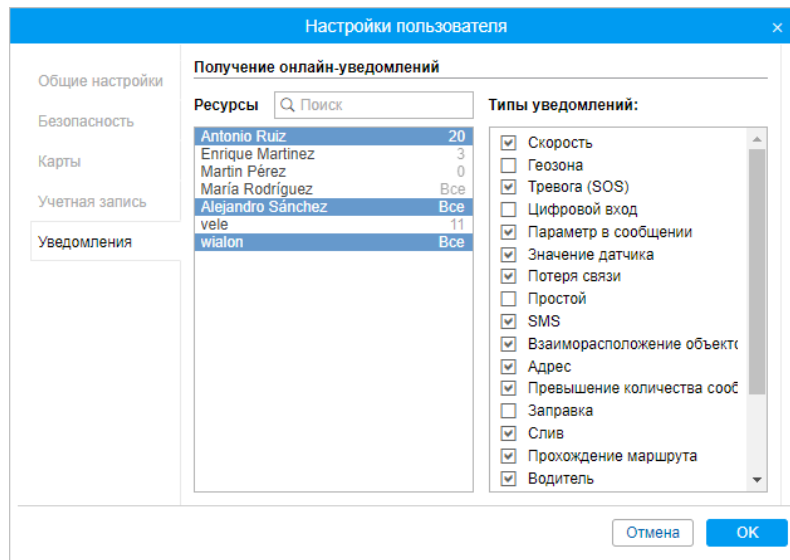 Настройки пользователя
Общие настройки
Безопасность
Карты
Учетная запись
Уведомления
Получение онлайн-уведомлений
Ресурсы Поиск
Antonio Ruiz 20
Enrique Martinez 3
Martin Pérez 0
María Rodríguez Все
Alejandro Sánchez Все
vele 11
wialon Все
Типы уведомлений:
Скорость
Геозона
Тревога (SOS)
Цифровой вход
Параметр в сообщении
Значение датчика
Потеря связи
Простой
SMS
Взаиморасположение объекто
Адрес
Превышение количества сооб
Заправка
Слив
Прохождение маршрута
Водитель
Отмена OK